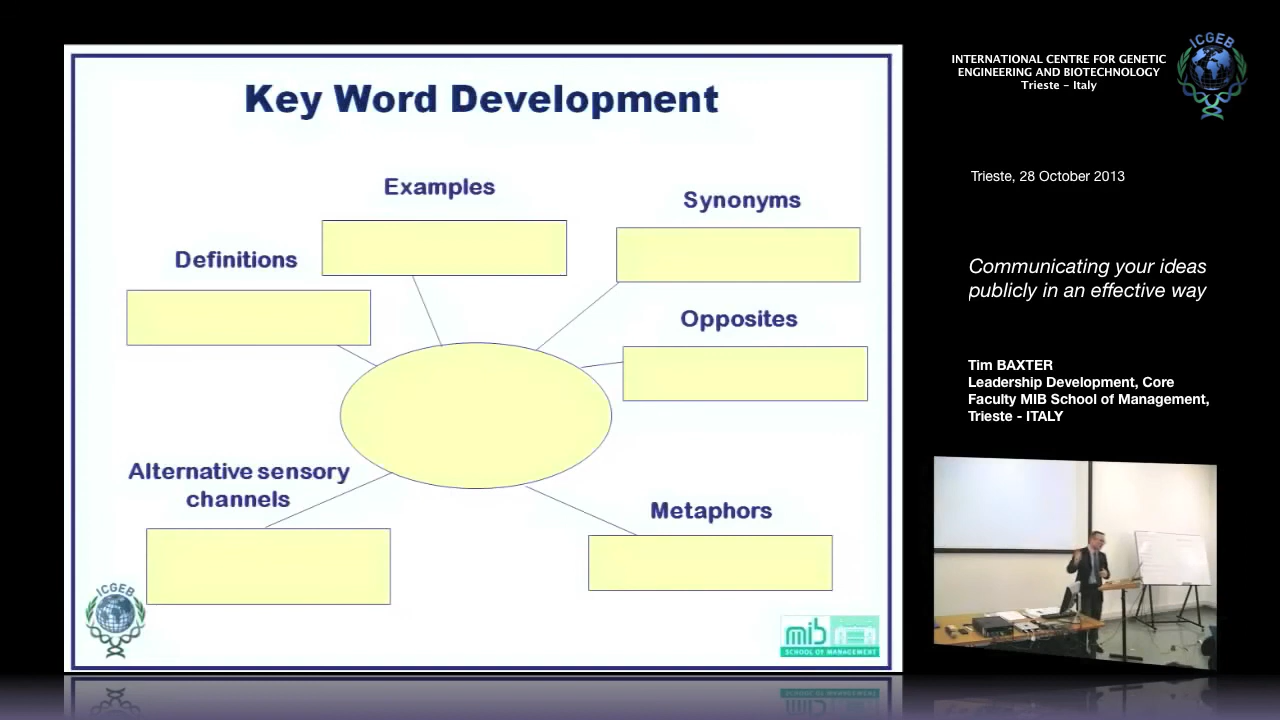 Key Word Development
Examples
Synonyms
Definitions
Opposites
Alternative sensory
channels
Metaphors
ICGEB
mib
SCHOOL OF MANAGEMENT
INTERNATIONAL CENTRE FOR GENETIC
ENGINEERING AND BIOTECHNOLOGY
Trieste - Italy
ICGEB
Trieste, 28 October 2013
Communicating your ideas
publicly in an effective way
Tim BAXTER
Leadership Development, Core
Faculty MIB School of Management,
Trieste - ITALY